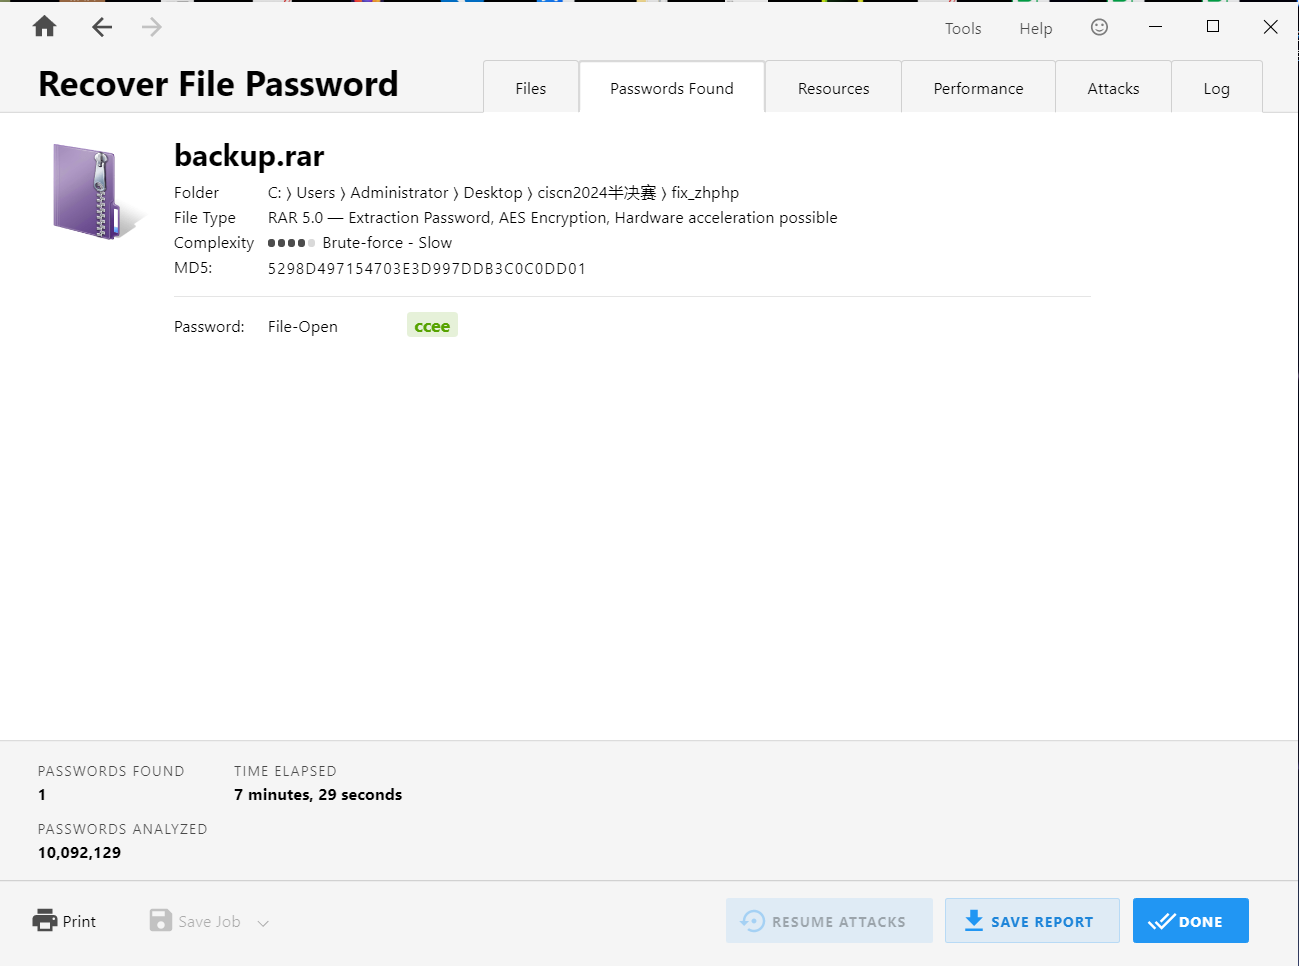 Tools Help
Recover File Password
Files Passwords Found Resources Performance Attacks Log
backup.rar
Folder C: 〉Users 〉Administrator 〉Desktop 〉ciscn2024半决赛 〉fix_zhphp
File Type RAR 5.0 — Extraction Password, AES Encryption, Hardware acceleration possible
Complexity Brute-force - Slow
MD5: 5298D497154703E3D997DDB3C0C0DD01
Password: File-Open ccee
PASSWORDS FOUND TIME ELAPSED
1 7 minutes, 29 seconds
PASSWORDS ANALYZED
10,092,129
Print Save Job RESUME ATTACKS SAVE REPORT DONE